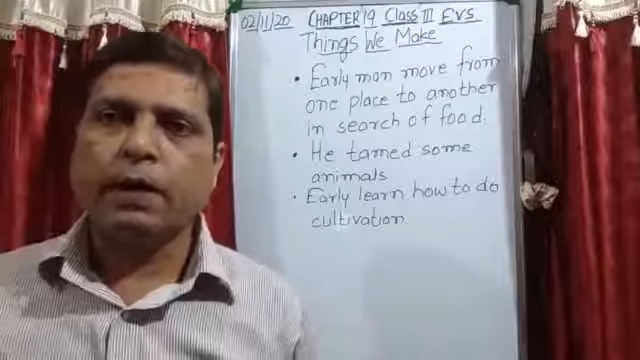 02/11/20 CHAPTER 19 Class III EVS
Things We Make
• Early man move from
one place to another
in search of food.
• He tamed some
animals
• Early learn how to do
cultivation.